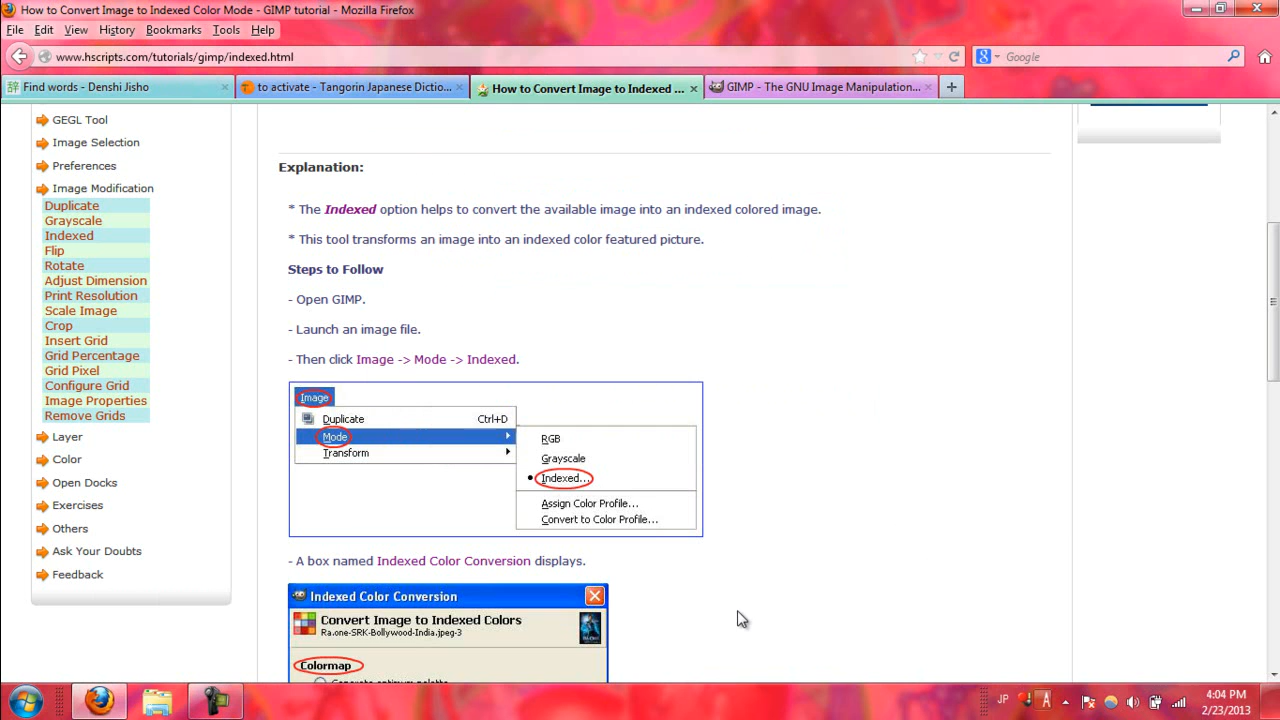 How to Convert Image to Indexed Color Mode - GIMP tutorial - Mozilla Firefox
File Edit View History Bookmarks Tools Help
www.hscripts.com/tutorials/gimp/indexed.html
Google
Find words - Denshi Jisho
to activate - Tangorin Japanese Dictio...
How to Convert Image to Indexed ...
GIMP - The GNU Image Manipulation...
GEGL Tool
Image Selection
Preferences
Image Modification
Duplicate
Grayscale
Indexed
Flip
Rotate
Adjust Dimension
Print Resolution
Scale Image
Crop
Insert Grid
Grid Percentage
Grid Pixel
Configure Grid
Image Properties
Remove Grids
Layer
Color
Open Docks
Exercises
Others
Ask Your Doubts
Feedback
Explanation:
* The Indexed option helps to convert the available image into an indexed colored image.
* This tool transforms an image into an indexed color featured picture.
Steps to Follow
- Open GIMP.
- Launch an image file.
- Then click Image -> Mode -> Indexed.
Image
Duplicate Ctrl+D
Mode
Transform
RGB
Grayscale
Indexed...
Assign Color Profile...
Convert to Color Profile...
- A box named Indexed Color Conversion displays.
Indexed Color Conversion
Convert Image to Indexed Colors
Ra.one-SRK-Bollywood-India.jpeg-3
Colormap
Generate optimum palette
JP
A
4:04 PM
2/23/2013